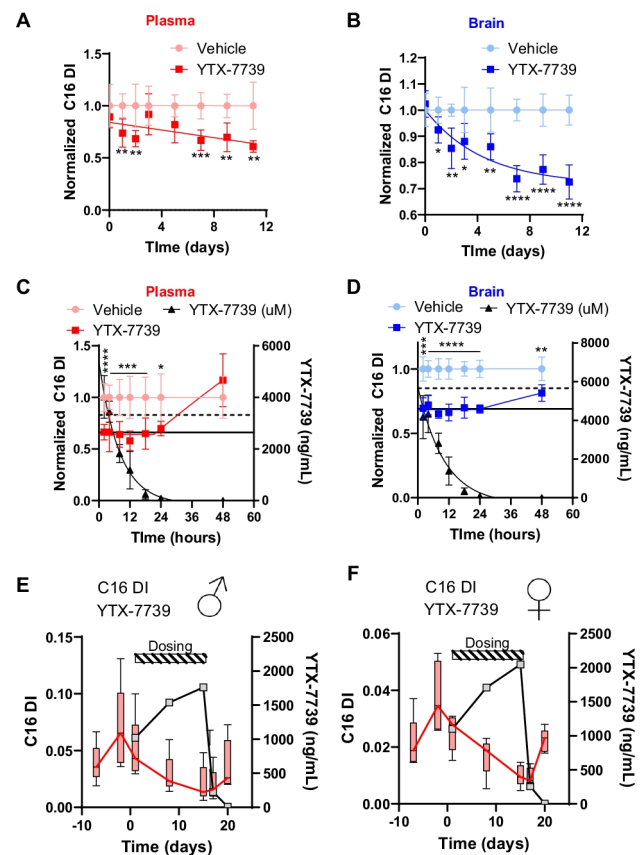 A
Plasma
Vehicle
YTX-7739
Normalized C16 DI
1.5
1.0
0.5
0.0
** ** *** ** **
0 4 8 12
TIme (days)
B
Brain
Vehicle
YTX-7739
Normalized C16 DI
1.2
1.1
1.0
0.9
0.8
0.7
0.6
* ** * ** **** **** ****
0 4 8 12
TIme (days)
C
Plasma
Vehicle
YTX-7739 (uM)
YTX-7739
Normalized C16 DI
1.5
1.0
0.5
0.0
**** *** *
6000
4000
2000
0
YTX-7739 (ng/mL)
0 12 24 36 48 60
TIme (hours)
D
Brain
Vehicle
YTX-7739 (uM)
YTX-7739
Normalized C16 DI
1.0
0.5
0.0
*** **** **
8000
6000
4000
2000
0
YTX-7739 (ng/mL)
0 12 24 36 48 60
TIme (hours)
E
C16 DI
YTX-7739
♂
Dosing
C16 DI
0.15
0.10
0.05
0.00
2500
2000
1500
1000
500
0
YTX-7739 (ng/mL)
-10 0 10 20
Time (days)
F
C16 DI
YTX-7739
♀
Dosing
C16 DI
0.06
0.04
0.02
0.00
2500
2000
1500
1000
500
0
YTX-7739 (ng/mL)
-10 0 10 20
Time (days)